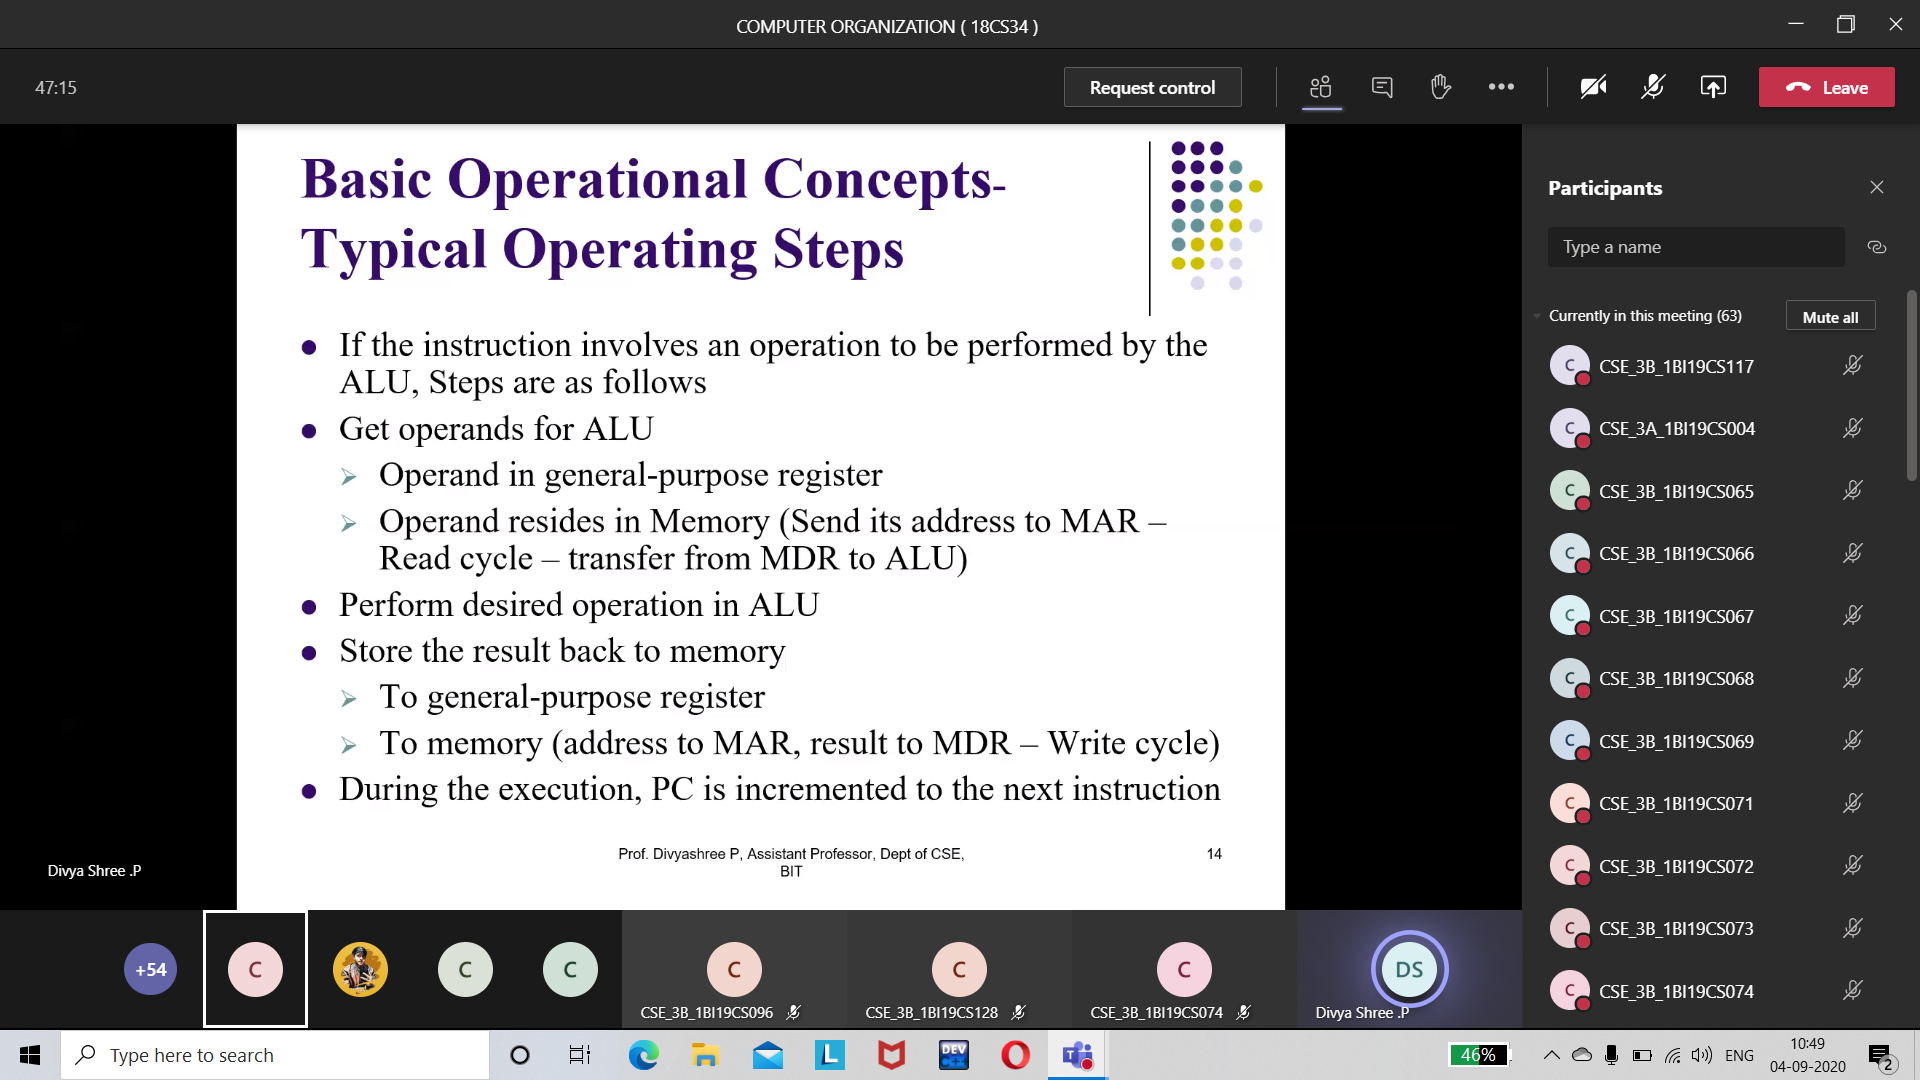 COMPUTER ORGANIZATION ( 18CS34 )
47:15
Request control
Leave
Basic Operational Concepts-
Typical Operating Steps
If the instruction involves an operation to be performed by the
ALU, Steps are as follows
Get operands for ALU
Operand in general-purpose register
Operand resides in Memory (Send its address to MAR –
Read cycle – transfer from MDR to ALU)
Perform desired operation in ALU
Store the result back to memory
To general-purpose register
To memory (address to MAR, result to MDR – Write cycle)
During the execution, PC is incremented to the next instruction
Prof. Divyashree P, Assistant Professor, Dept of CSE,
BIT
14
Divya Shree .P
Participants
Type a name
Currently in this meeting (63)
Mute all
C CSE_3B_1BI19CS117
C CSE_3A_1BI19CS004
C CSE_3B_1BI19CS065
C CSE_3B_1BI19CS066
C CSE_3B_1BI19CS067
C CSE_3B_1BI19CS068
C CSE_3B_1BI19CS069
C CSE_3B_1BI19CS071
C CSE_3B_1BI19CS072
C CSE_3B_1BI19CS073
C CSE_3B_1BI19CS074
+54
C
C
C
C
CSE_3B_1BI19CS096
C
CSE_3B_1BI19CS128
C
CSE_3B_1BI19CS074
DS
Divya Shree .P
Type here to search
L
DEV
C++
T
46%
ENG
10:49
04-09-2020
2